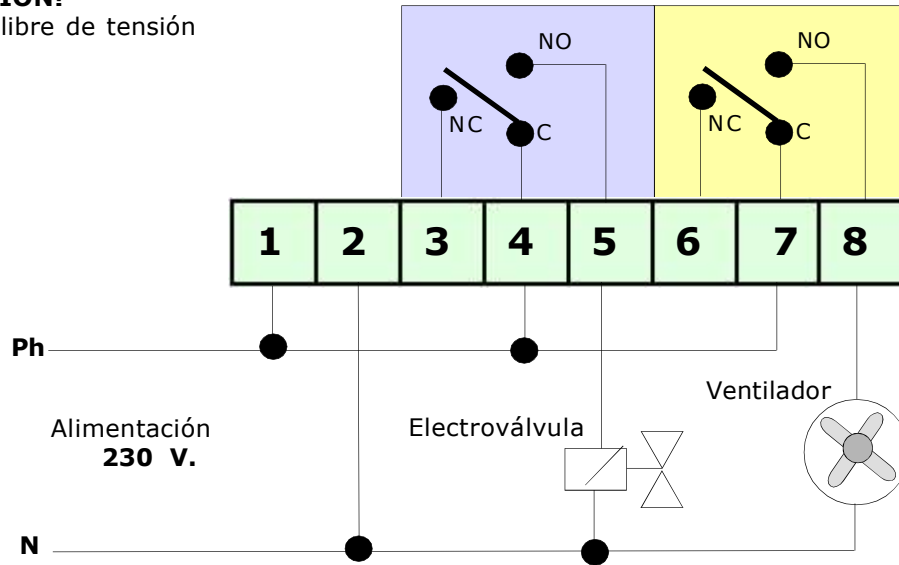 libre de tensión
NO
NC
C
NO
NC
C
1 2 3 4 5 6 7 8
Ph
Ventilador
Alimentación
230 V.
Electroválvula
N